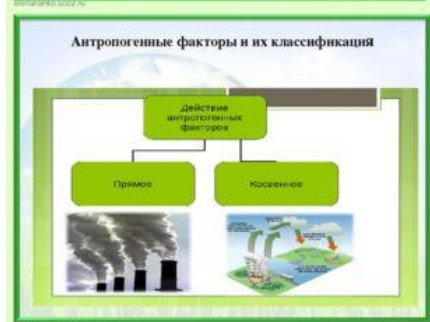 Антропогенные факторы и их классификация
Действие
антропогенных
факторов
Прямое
Косвенное